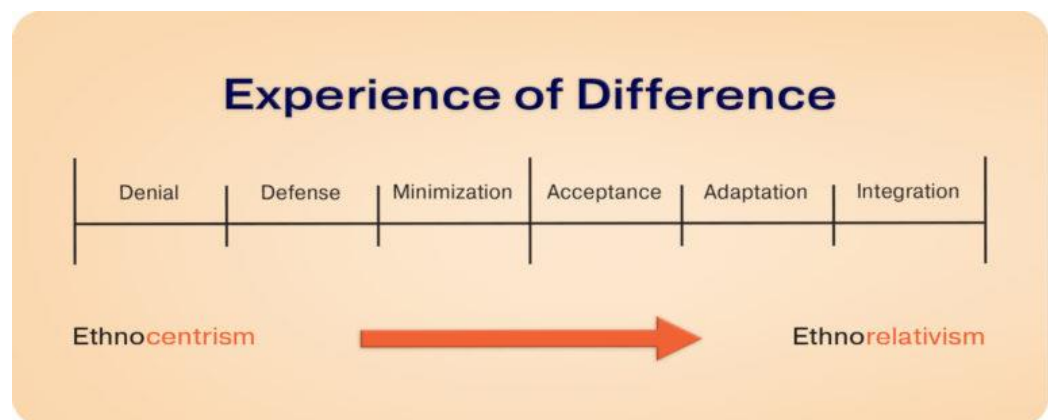 Experience of Difference
Denial Defense Minimization Acceptance Adaptation Integration
Ethnocentrism Ethnorelativism